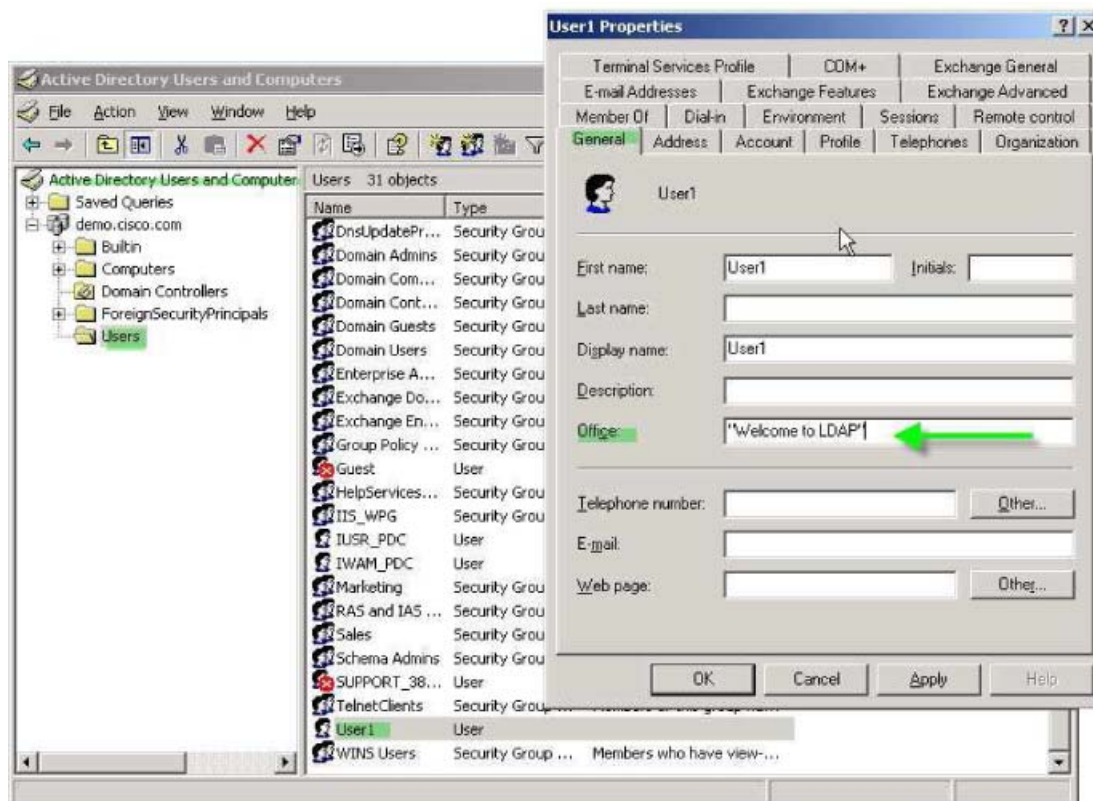 Active Directory Users and Computers
File Action View Window Help
Active Directory Users and Computer
Saved Queries
demo.cisco.com
Builtin
Computers
Domain Controllers
ForeignSecurityPrincipals
Users
Users 31 objects
Name Type
DnsUpdatePr... Security Grou
Domain Admins Security Grou
Domain Com... Security Grou
Domain Cont... Security Grou
Domain Guests Security Grou
Domain Users Security Grou
Enterprise A... Security Grou
Exchange Do... Security Grou
Exchange En... Security Grou
Group Policy ... Security Grou
Guest User
HelpServices... Security Grou
IIS_WPG Security Grou
IUSR_PDC User
IWAM_PDC User
Marketing Security Grou
RAS and IAS ... Security Grou
Sales Security Grou
Schema Admins Security Grou
SUPPORT_38... User
TelnetClients Security Group ...
User1 User
WINS Users Security Group ... Members who have view-...
User1 Properties
Terminal Services Profile COM+ Exchange General
E-mail Addresses Exchange Features Exchange Advanced
Member Of Dial-in Environment Sessions Remote control
General Address Account Profile Telephones Organization
User1
First name: User1 Initials:
Last name:
Display name: User1
Description:
Office: "Welcome to LDAP"
Telephone number: Other...
E-mail:
Web page: Other...
OK Cancel Apply Help